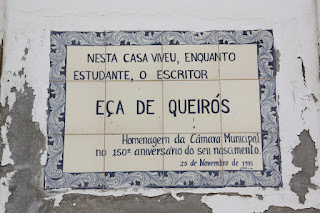 NESTA CASA VIVEU, ENQUANTO
ESTUDANTE, O ESCRITOR
EÇA DE QUEIRÓS
Homenagem da Câmara Municipal
no 150º aniversário do seu nascimento.
25 de Novembro de 1995